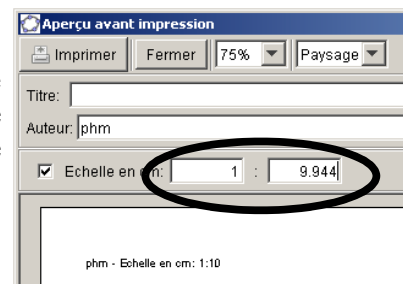 Aperçu avant impression
Imprimer Fermer 75% Paysage
Titre:
Auteur: phm
Echelle en cm: 1 : 9.944
phm - Echelle en cm: 1:10